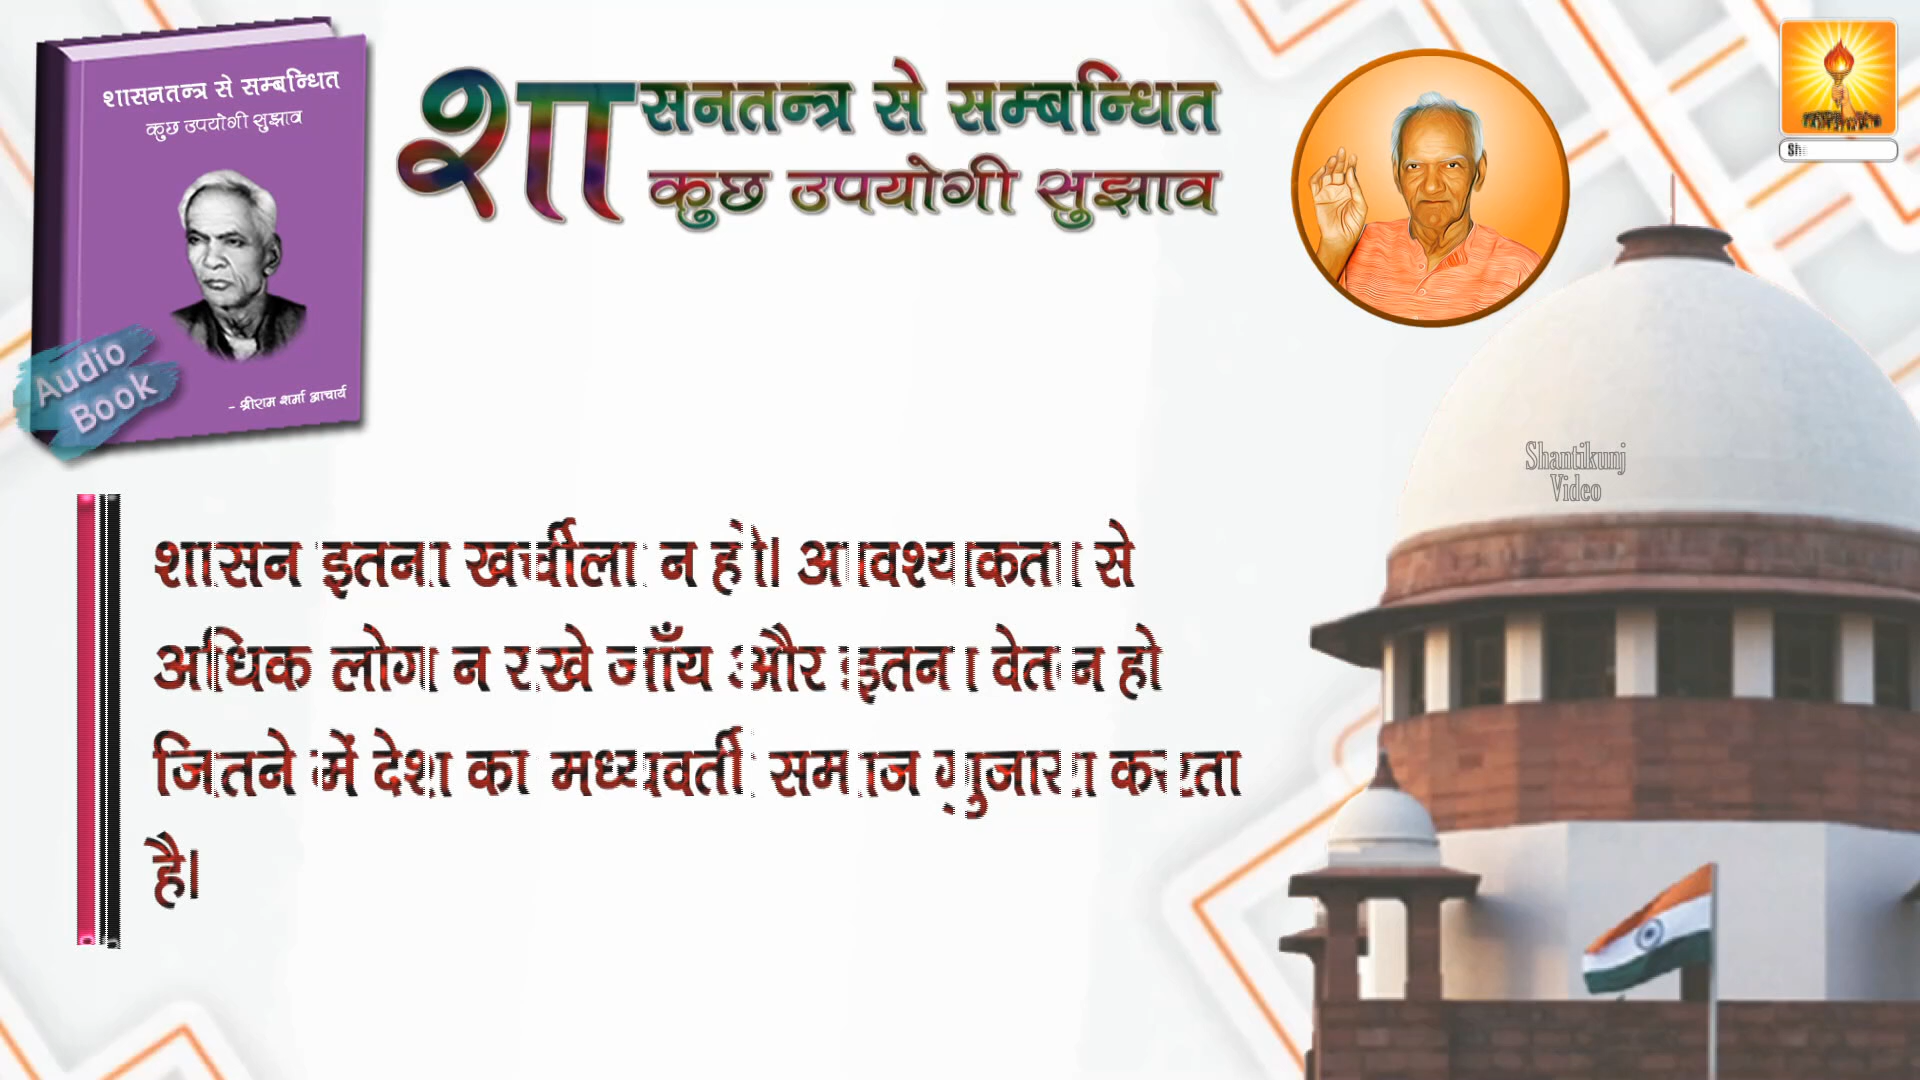 शासनतन्त्र से सम्बन्धित
कुछ उपयोगी सुझाव
Audio
Book
- श्रीराम शर्मा आचार्य
शासनतन्त्र से सम्बन्धित
कुछ उपयोगी सुझाव
Shantikunj
Video
शासन इतना खर्चीला न हो। आवश्यकता से
अधिक लोग न रखे जाँय और इतना वेतन हो
जितने में देश का मध्यवर्ती समाज गुजारा करता
है।